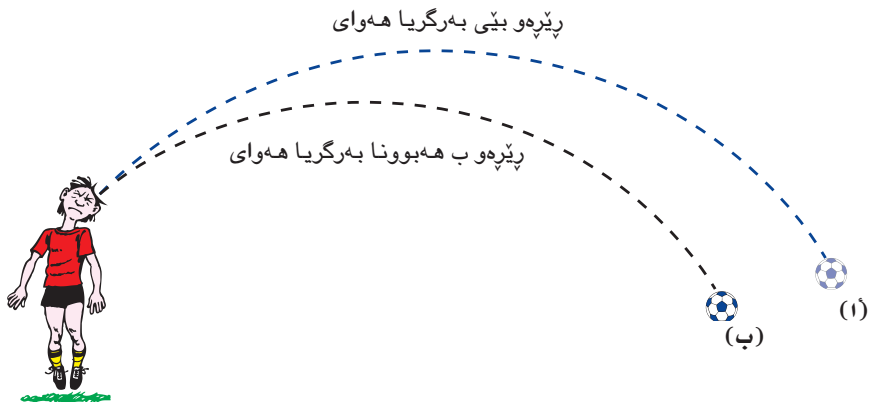 ڕێڕەو بێی بەرگریا هەوای
ڕێڕەو ب هەبوونا بەرگریا هەوای
(أ)
(ب)